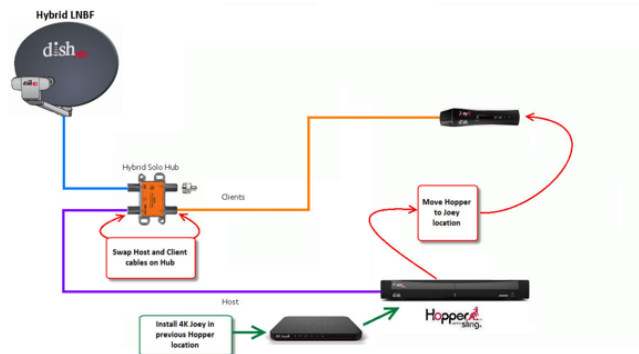 Hybrid LNBF
dish
Hybrid Solo Hub
Clients
Move Hopper
to Joey
location
Swap Host and Client
cables on Hub
Host
Hopper
sling.
Install 4K Joey in
previous Hopper
location